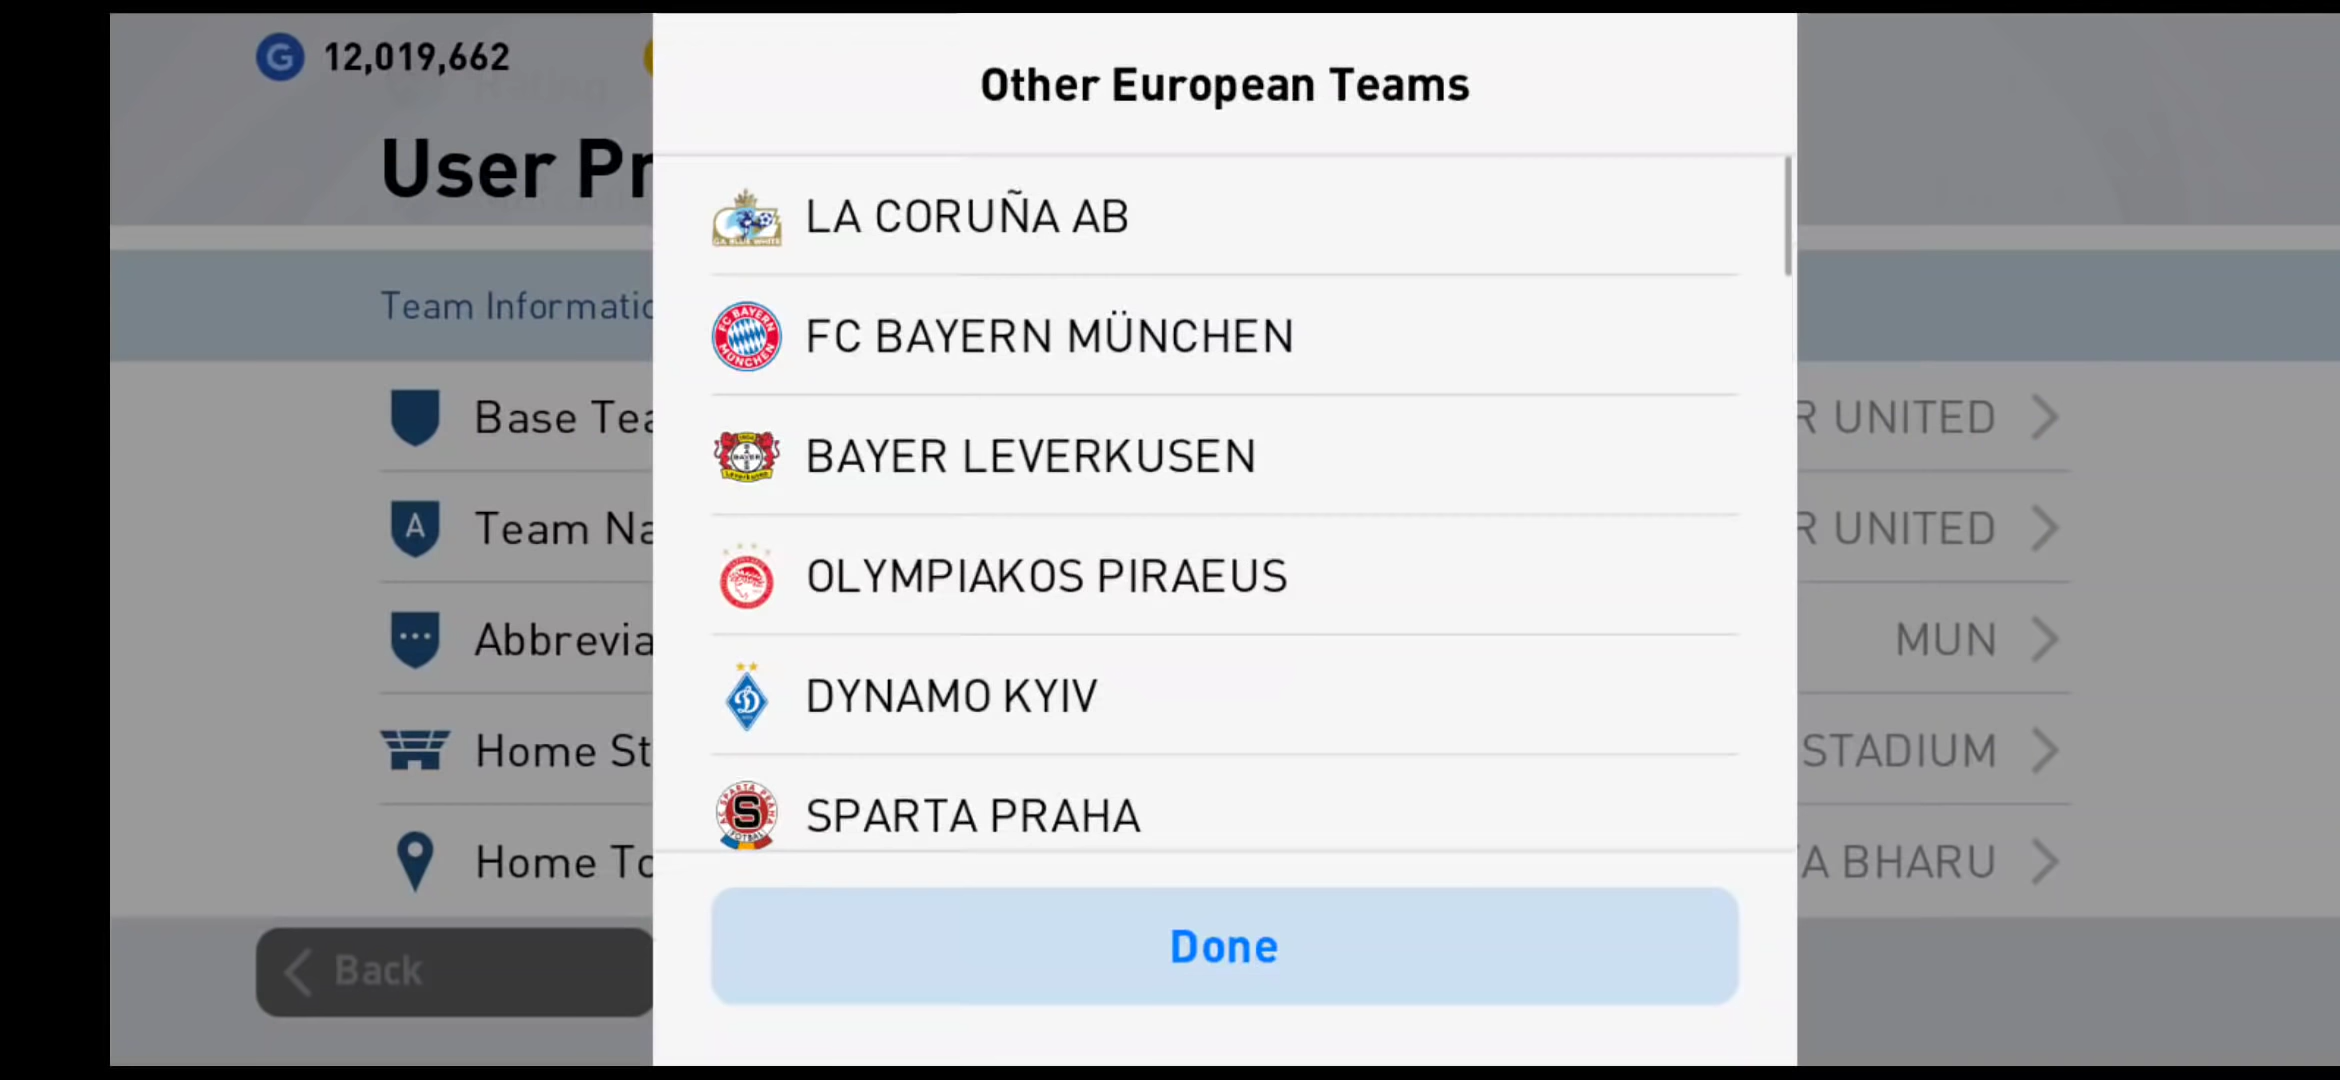 12,019,662
Rating
User Pr
Team Informatic
Base Tea
R UNITED
Team Na
R UNITED
Abbrevia
MUN
Home St
STADIUM
Home To
A BHARU
Back
Other European Teams
LA CORUÑA AB
FC BAYERN MÜNCHEN
BAYER LEVERKUSEN
OLYMPIAKOS PIRAEUS
DYNAMO KYIV
SPARTA PRAHA
Done